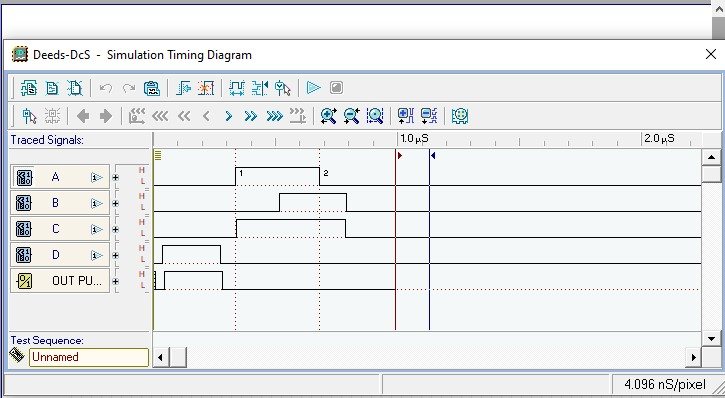 Deeds-DcS - Simulation Timing Diagram
Traced Signals:
1.0 µS
2.0 µS
A
H
L
1
2
B
H
L
C
H
L
D
H
L
OUT PU...
H
L
Test Sequence:
Unnamed
4.096 nS/pixel